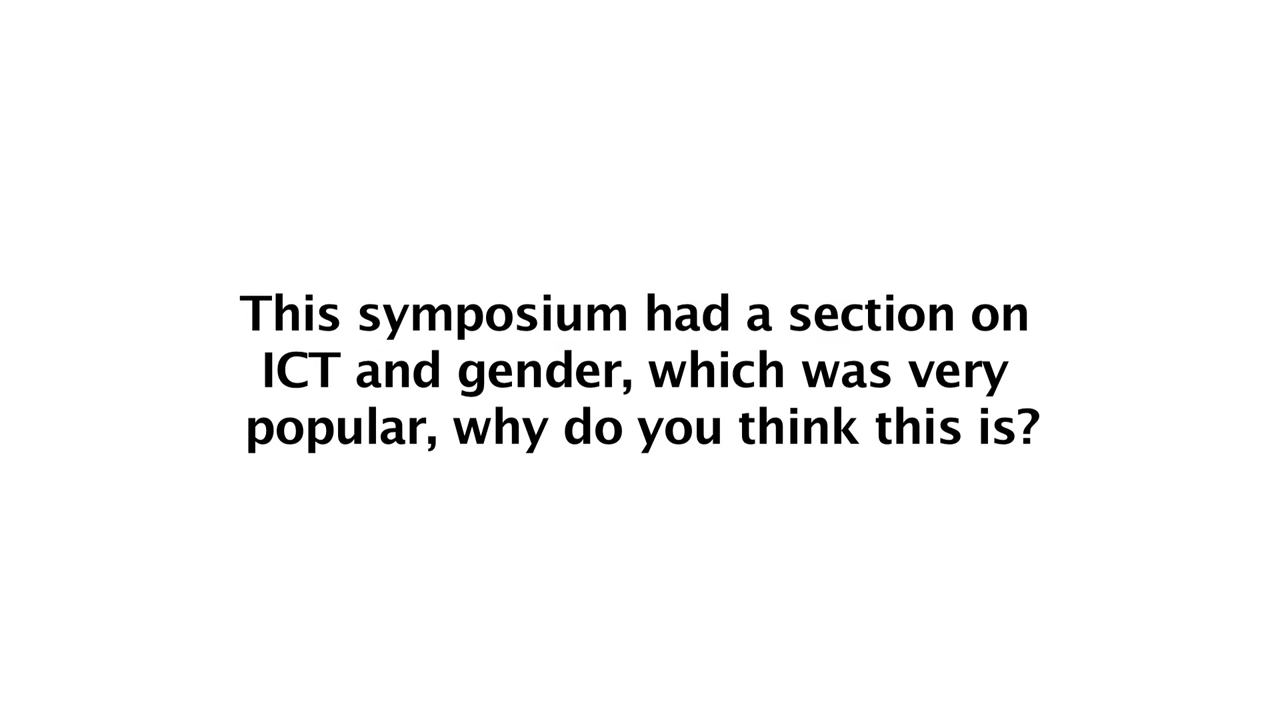 This symposium had a section on
ICT and gender, which was very
popular, why do you think this is?